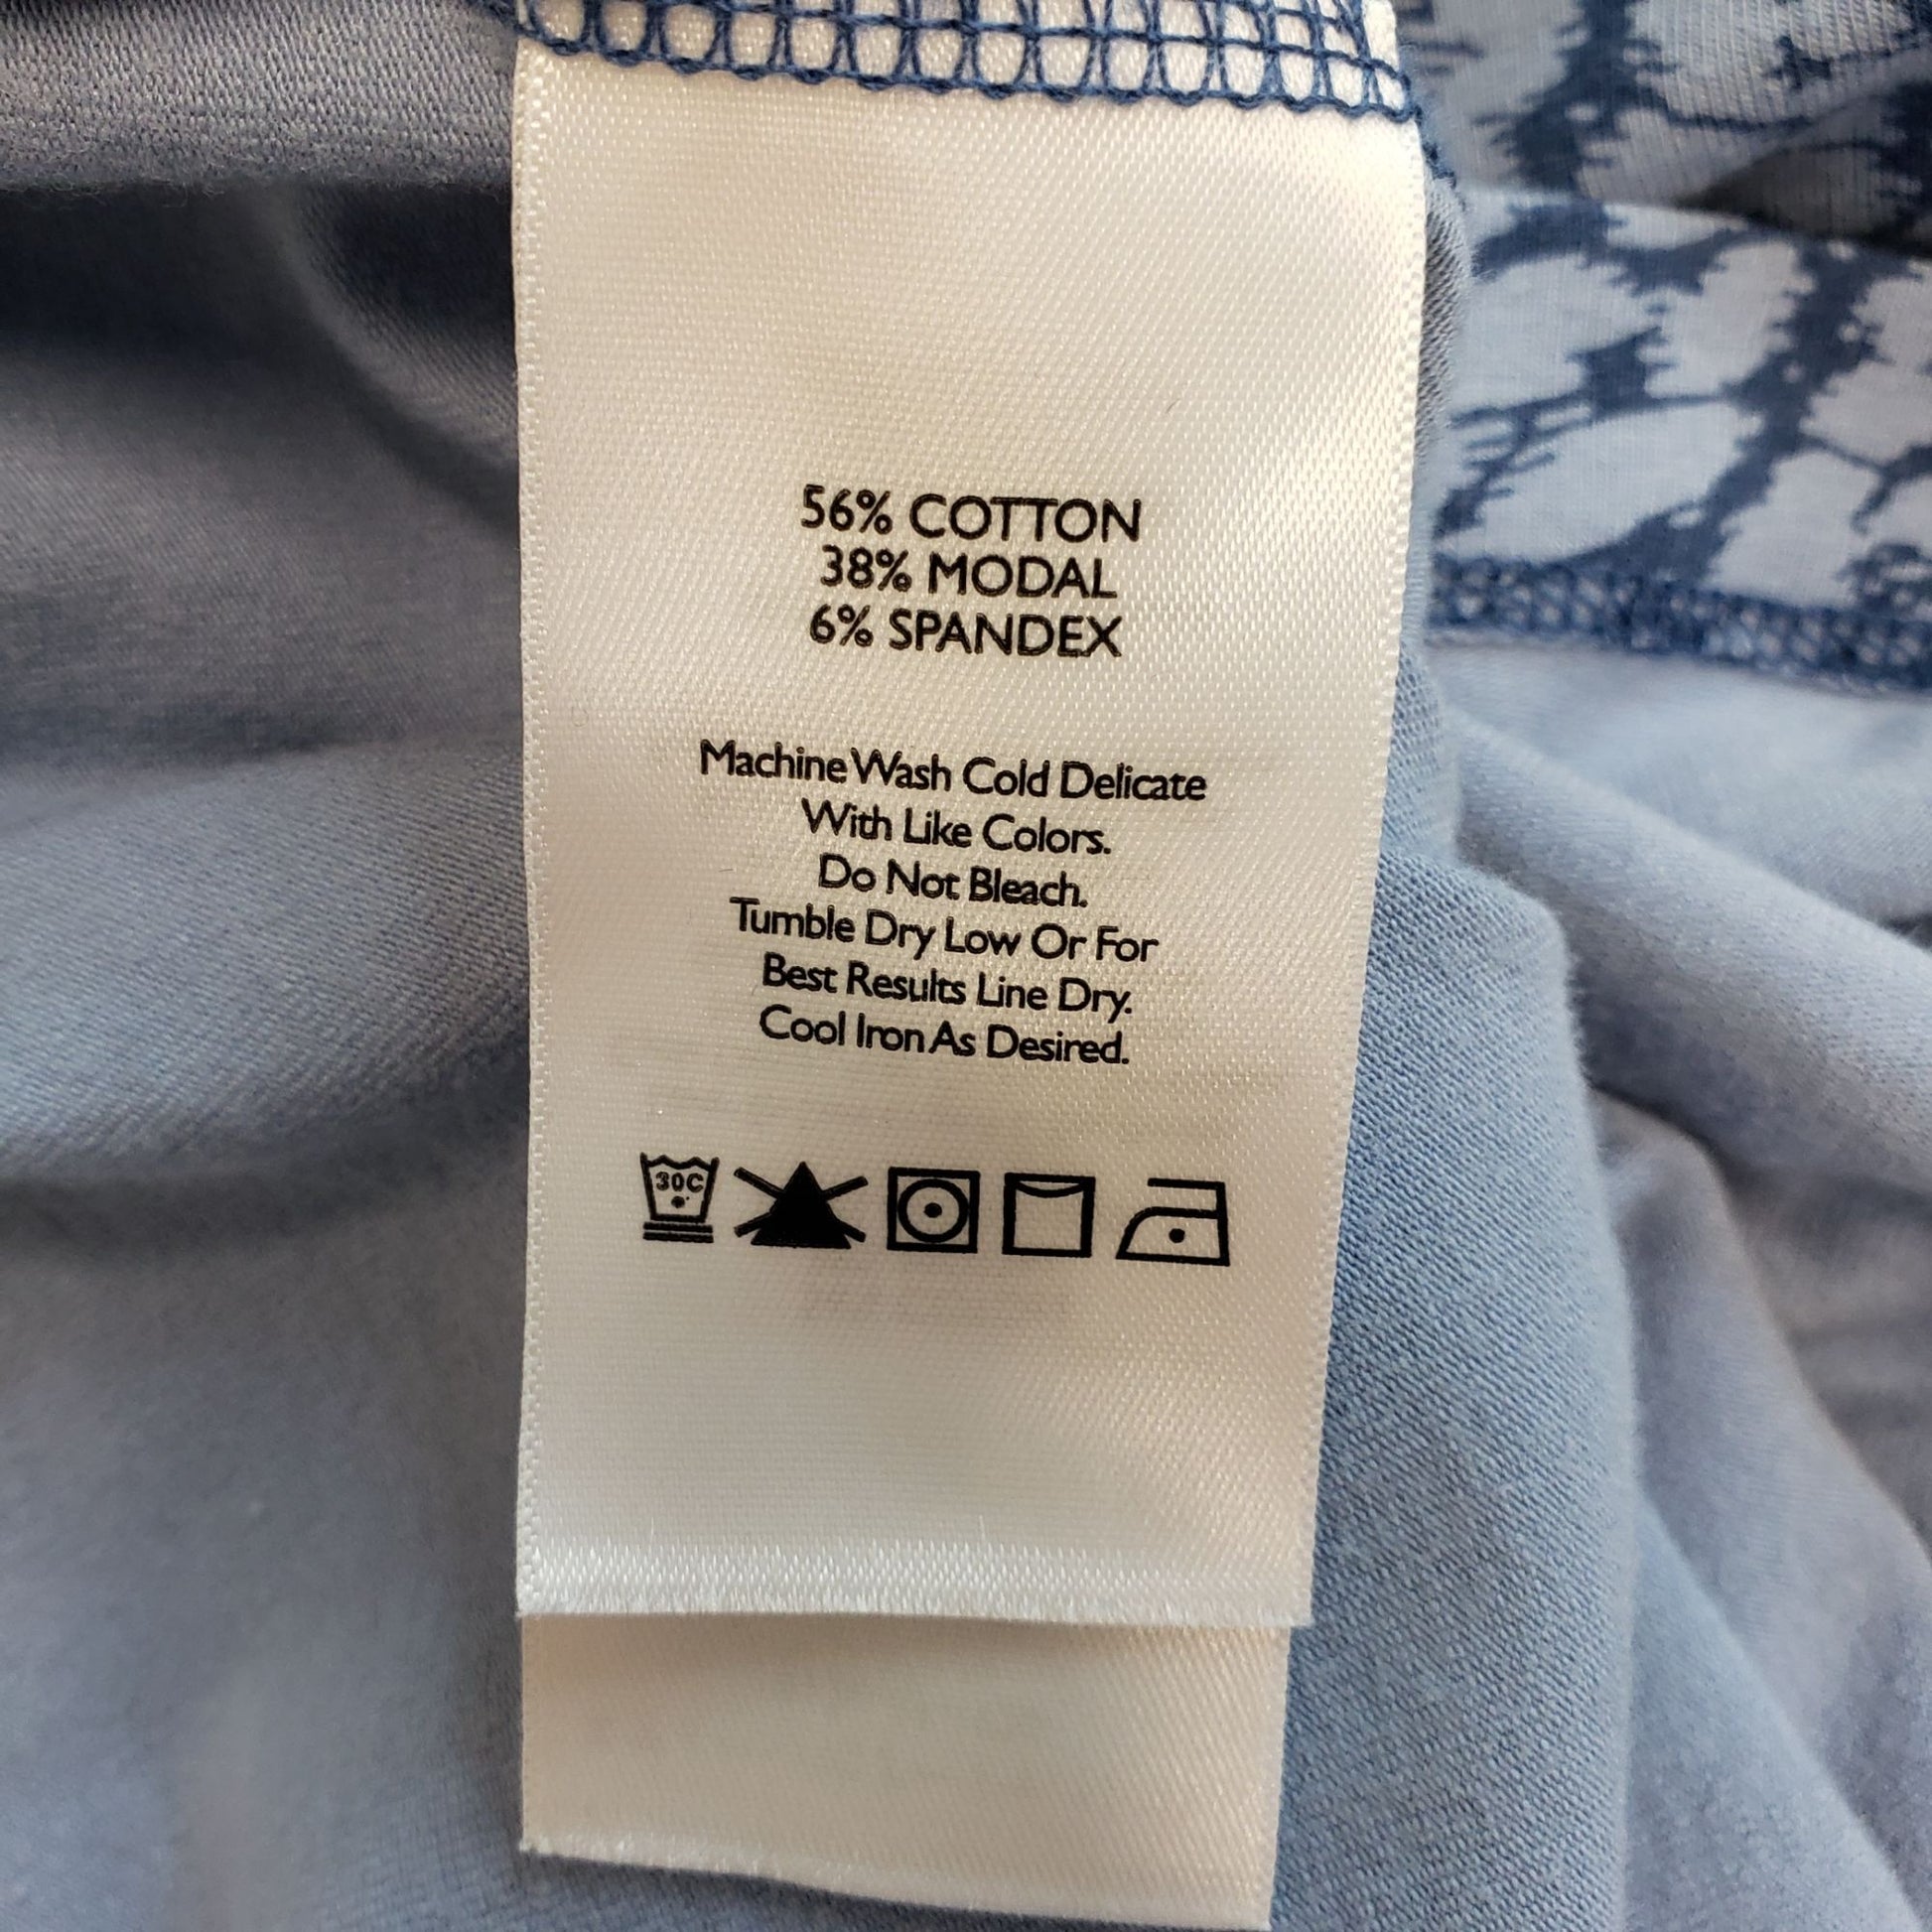 56% COTTON
38% MODAL
6% SPANDEX
Machine Wash Cold Delicate
With Like Colors.
Do Not Bleach.
Tumble Dry Low Or For
Best Results Line Dry.
Cool Iron As Desired.
30C